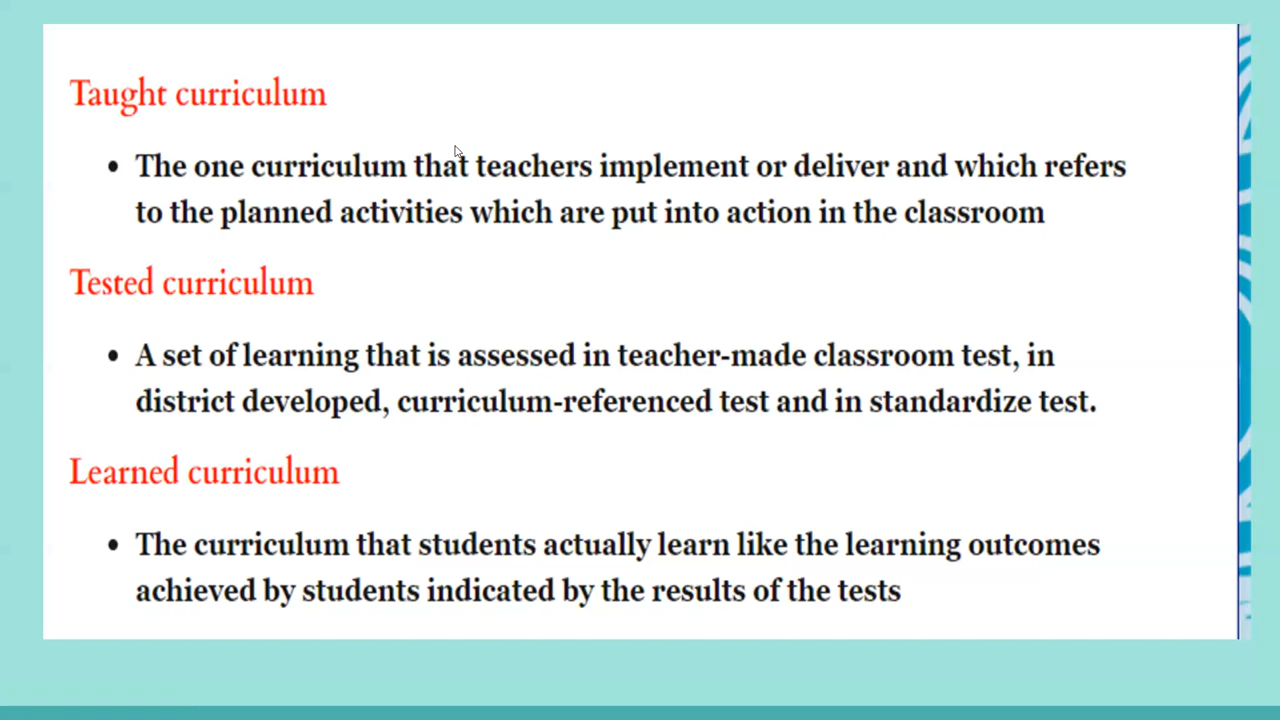 Taught curriculum
• The one curriculum that teachers implement or deliver and which refers
to the planned activities which are put into action in the classroom
Tested curriculum
• A set of learning that is assessed in teacher-made classroom test, in
district developed, curriculum-referenced test and in standardize test.
Learned curriculum
• The curriculum that students actually learn like the learning outcomes
achieved by students indicated by the results of the tests